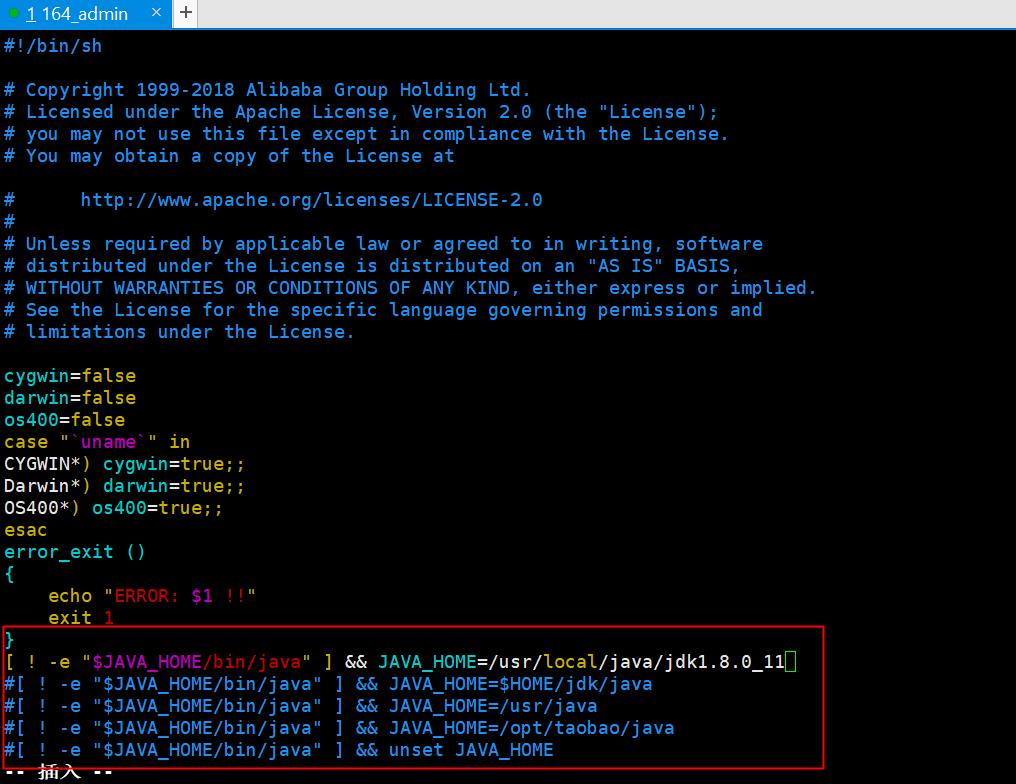 1 164_admin × +
#!/bin/sh
# Copyright 1999-2018 Alibaba Group Holding Ltd.
# Licensed under the Apache License, Version 2.0 (the "License");
# you may not use this file except in compliance with the License.
# You may obtain a copy of the License at
#      http://www.apache.org/licenses/LICENSE-2.0
#
# Unless required by applicable law or agreed to in writing, software
# distributed under the License is distributed on an "AS IS" BASIS,
# WITHOUT WARRANTIES OR CONDITIONS OF ANY KIND, either express or implied.
# See the License for the specific language governing permissions and
# limitations under the License.
cygwin=false
darwin=false
os400=false
case "`uname`" in
CYGWIN*) cygwin=true;;
Darwin*) darwin=true;;
OS400*) os400=true;;
esac
error_exit ()
{
    echo "ERROR: $1 !!"
    exit 1
}
[ ! -e "$JAVA_HOME/bin/java" ] && JAVA_HOME=/usr/local/java/jdk1.8.0_11
#[ ! -e "$JAVA_HOME/bin/java" ] && JAVA_HOME=$HOME/jdk/java
#[ ! -e "$JAVA_HOME/bin/java" ] && JAVA_HOME=/usr/java
#[ ! -e "$JAVA_HOME/bin/java" ] && JAVA_HOME=/opt/taobao/java
#[ ! -e "$JAVA_HOME/bin/java" ] && unset JAVA_HOME
-- 插入 --